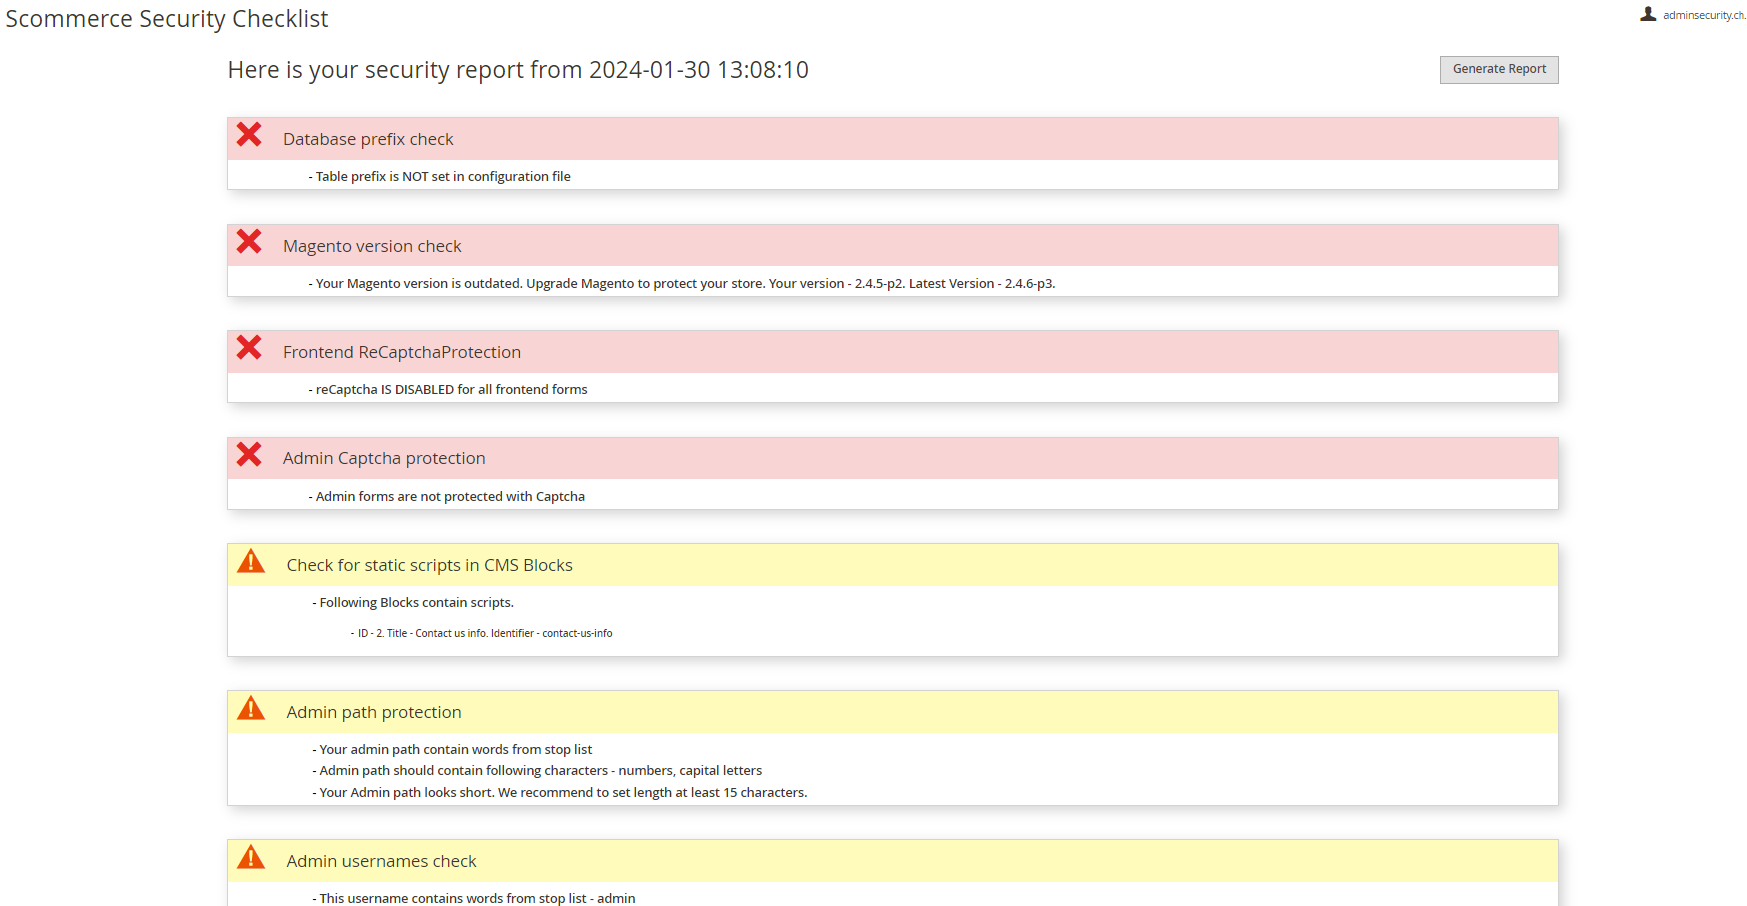 Scommerce Security Checklist
adminsecurity.ch.
Here is your security report from 2024-01-30 13:08:10
Generate Report
Database prefix check
- Table prefix is NOT set in configuration file
Magento version check
- Your Magento version is outdated. Upgrade Magento to protect your store. Your version - 2.4.5-p2. Latest Version - 2.4.6-p3.
Frontend ReCaptchaProtection
- reCaptcha IS DISABLED for all frontend forms
Admin Captcha protection
- Admin forms are not protected with Captcha
Check for static scripts in CMS Blocks
- Following Blocks contain scripts.
- ID - 2. Title - Contact us info. Identifier - contact-us-info
Admin path protection
- Your admin path contain words from stop list
- Admin path should contain following characters - numbers, capital letters
- Your Admin path looks short. We recommend to set length at least 15 characters.
Admin usernames check
- This username contains words from stop list - admin